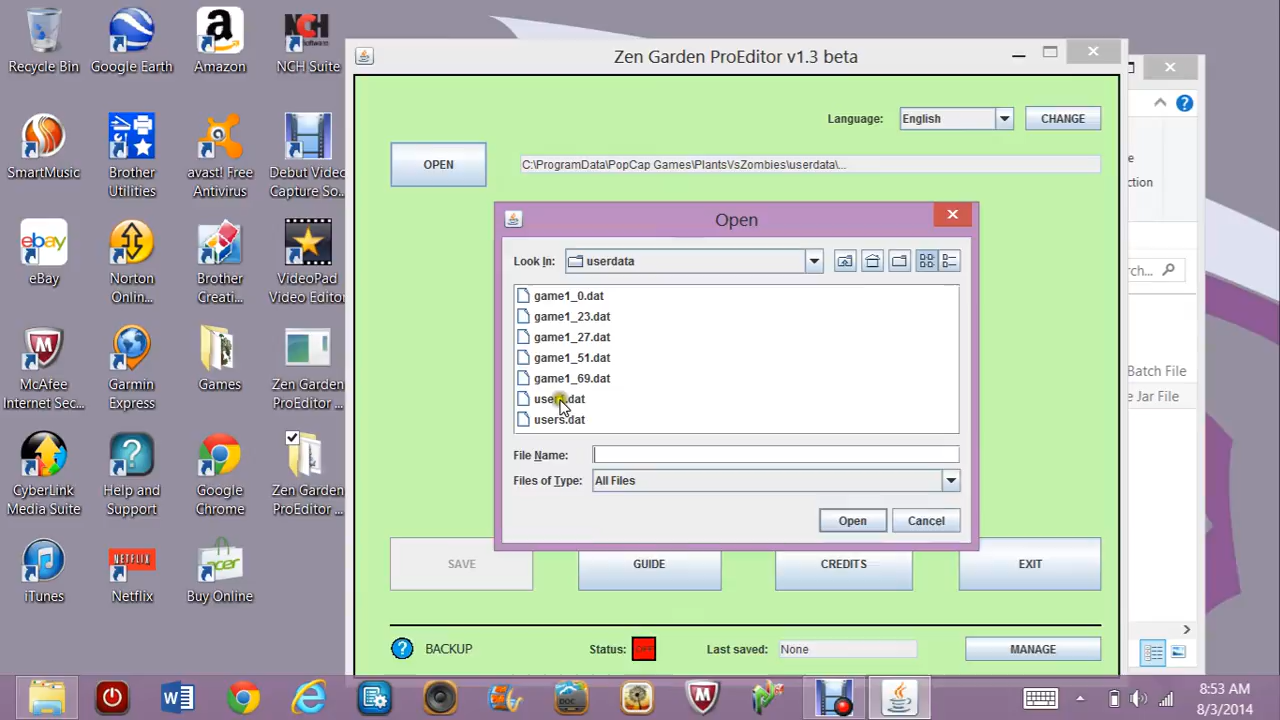 Recycle Bin
Google Earth
Amazon
NCH Suite
SmartMusic
Brother
Utilities
avast! Free
Antivirus
Debut Video
Capture So...
eBay
Norton
Onlin...
Brother
Creati...
VideoPad
Video Editor
McAfee
Internet Sec...
Garmin
Express
Games
Zen Garden
ProEditor ...
CyberLink
Media Suite
Help and
Support
Google
Chrome
Zen Garden
ProEditor ...
iTunes
Netflix
Buy Online
Zen Garden ProEditor v1.3 beta
Language:
English
CHANGE
OPEN
C:\ProgramData\PopCap Games\PlantsVsZombies\userdata\...
Open
Look In:
userdata
game1_0.dat
game1_23.dat
game1_27.dat
game1_51.dat
game1_69.dat
users.dat
File Name:
Files of Type:
All Files
Open
Cancel
SAVE
GUIDE
CREDITS
EXIT
BACKUP
Status:
OFF
Last saved:
None
MANAGE
ch...
Batch File
e Jar File
8:53 AM
8/3/2014